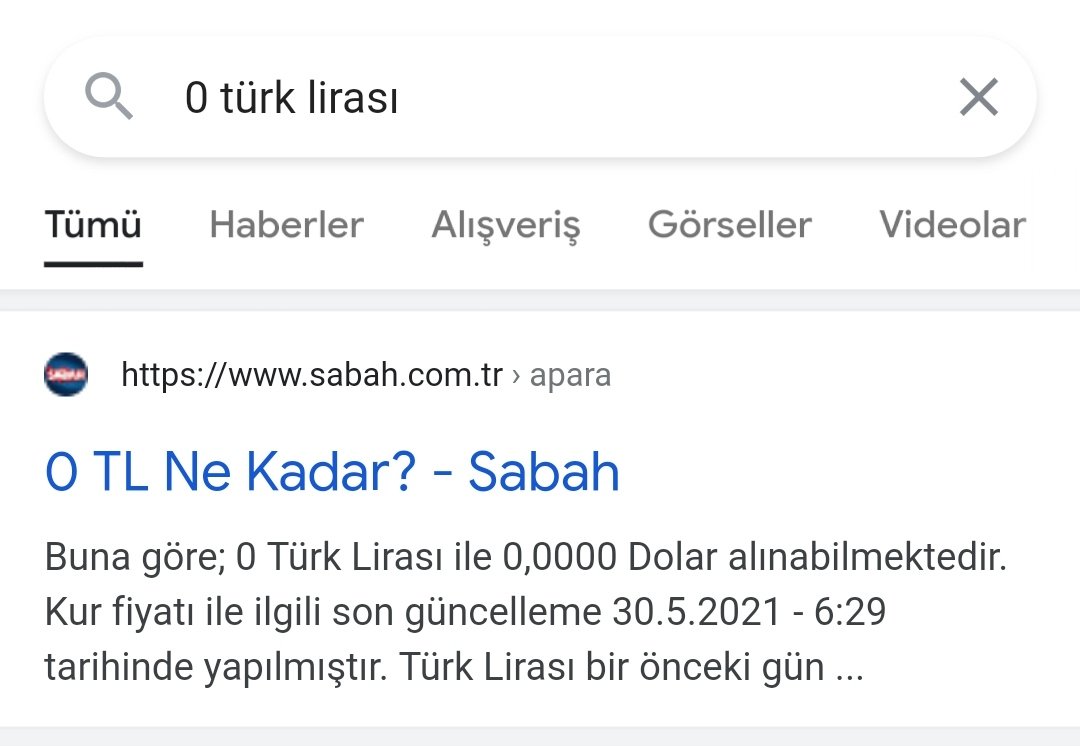 0 türk lirası
Tümü Haberler Alışveriş Görseller Videolar
SABAH
https://www.sabah.com.tr › apara
0 TL Ne Kadar? - Sabah
Buna göre; 0 Türk Lirası ile 0,0000 Dolar alınabilmektedir.
Kur fiyatı ile ilgili son güncelleme 30.5.2021 - 6:29
tarihinde yapılmıştır. Türk Lirası bir önceki gün ...